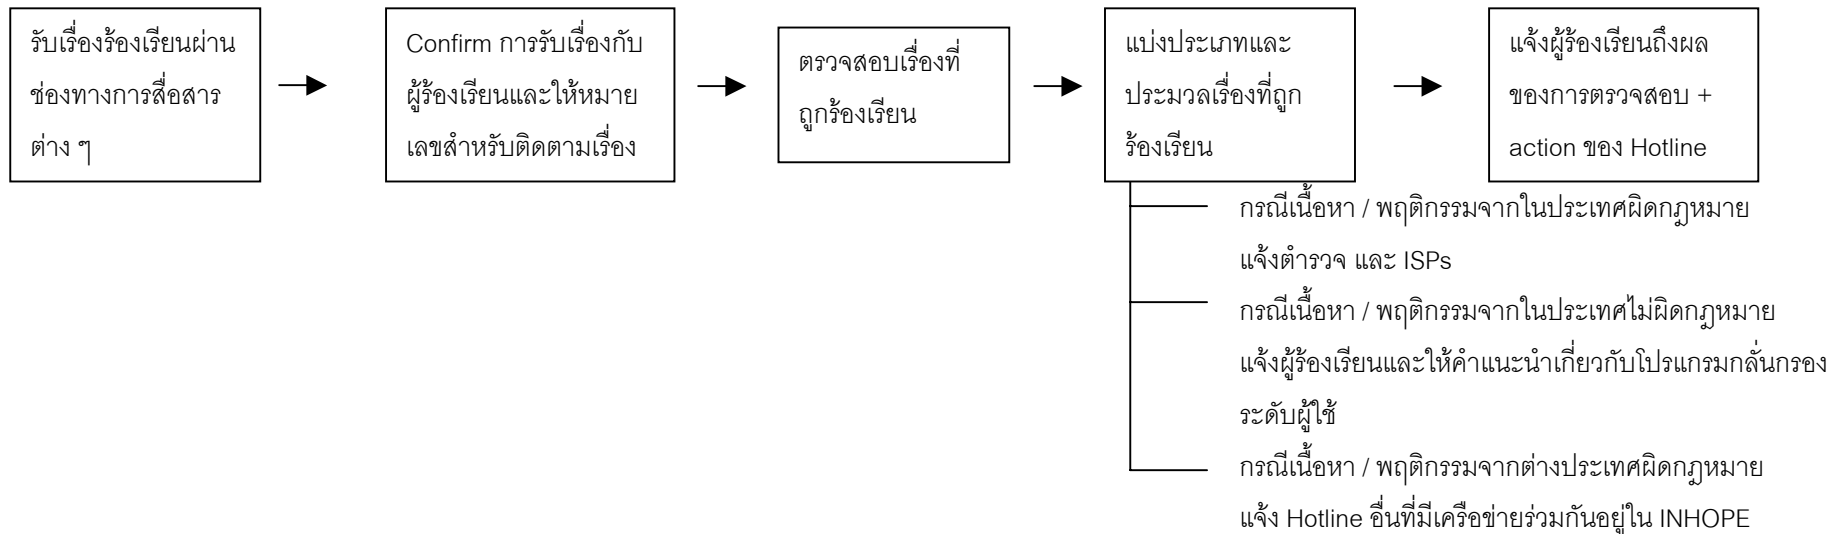 รับเรื่องร้องเรียนผ่าน
ช่องทางการสื่อสาร
ต่าง ๆ
Confirm การรับเรื่องกับ
ผู้ร้องเรียนและให้หมาย
เลขสำหรับติดตามเรื่อง
ตรวจสอบเรื่องที่
ถูกร้องเรียน
แบ่งประเภทและ
ประมวลเรื่องที่ถูก
ร้องเรียน
แจ้งผู้ร้องเรียนถึงผล
ของการตรวจสอบ +
action ของ Hotline
กรณีเนื้อหา / พฤติกรรมจากในประเทศผิดกฎหมาย
แจ้งตำรวจ และ ISPs
กรณีเนื้อหา / พฤติกรรมจากในประเทศไม่ผิดกฎหมาย
แจ้งผู้ร้องเรียนและให้คำแนะนำเกี่ยวกับโปรแกรมกลั่นกรอง
ระดับผู้ใช้
กรณีเนื้อหา / พฤติกรรมจากต่างประเทศผิดกฎหมาย
แจ้ง Hotline อื่นที่มีเครือข่ายร่วมกันอยู่ใน INHOPE